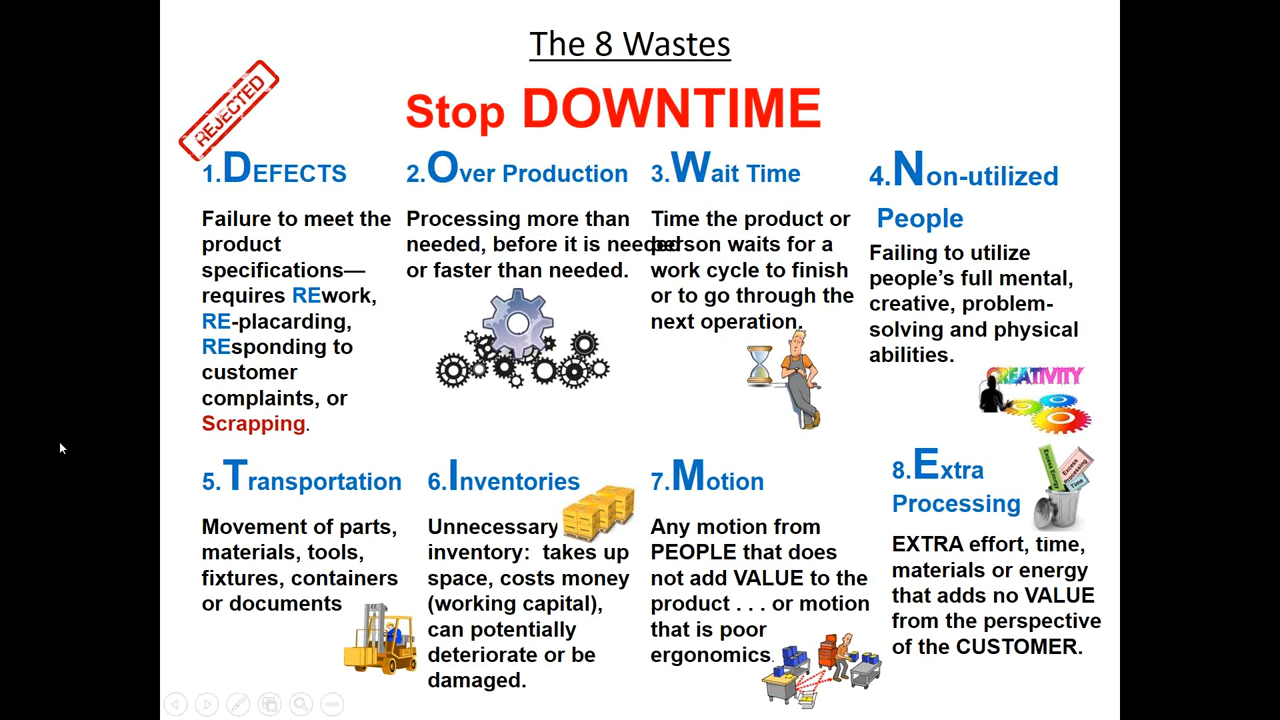 The 8 Wastes
Stop DOWNTIME
REJECTED
1.DEFECTS
Failure to meet the
product
specifications—
requires REwork,
RE-placarding,
REsponding to
customer
complaints, or
Scrapping.
2.Over Production
Processing more than
needed, before it is needed
or faster than needed.
3.Wait Time
Time the product or
person waits for a
work cycle to finish
or to go through the
next operation.
4.Non-utilized
People
Failing to utilize
people’s full mental,
creative, problem-
solving and physical
abilities.
CREATIVITY
5.Transportation
Movement of parts,
materials, tools,
fixtures, containers
or documents
6.Inventories
Unnecessary
inventory:  takes up
space, costs money
(working capital),
can potentially
deteriorate or be
damaged.
7.Motion
Any motion from
PEOPLE that does
not add VALUE to the
product . . . or motion
that is poor
ergonomics.
8.Extra
Processing
Excess Energy
Excess
Processing
Time
EXTRA effort, time,
materials or energy
that adds no VALUE
from the perspective
of the CUSTOMER.